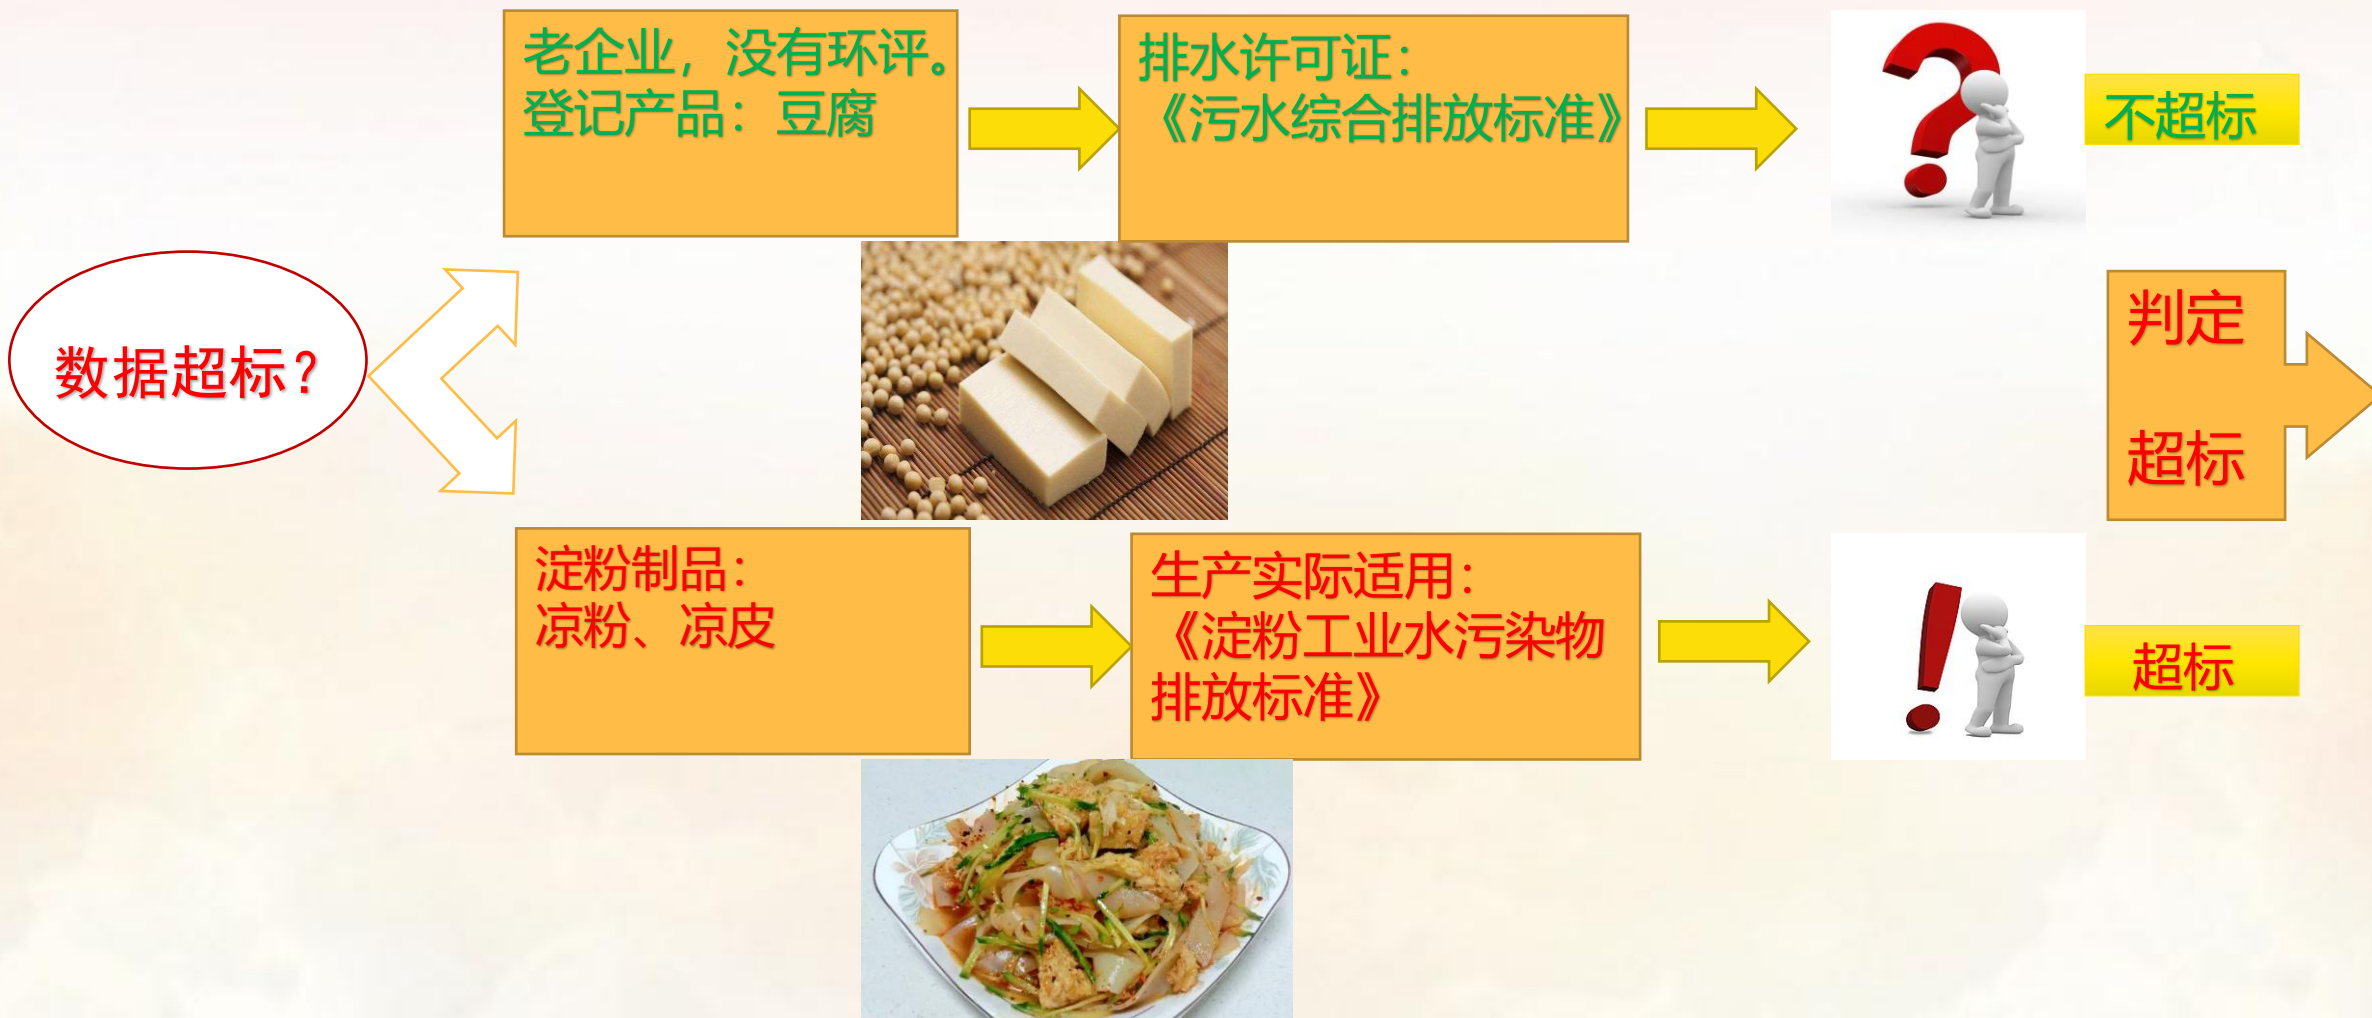 老企业，没有环评。
登记产品：豆腐
排水许可证：
《污水综合排放标准》
不超标
数据超标？
判定
超标
淀粉制品：
凉粉、凉皮
生产实际适用：
《淀粉工业水污染物
排放标准》
超标